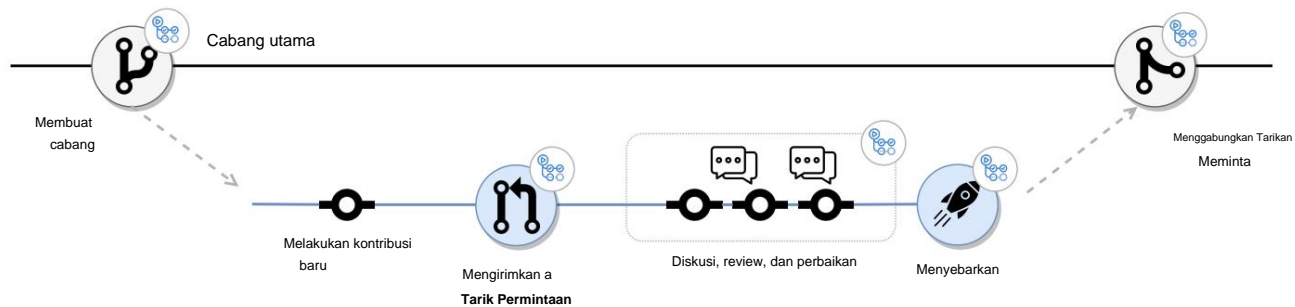 Cabang utama
Membuat
cabang
Melakukan kontribusi
baru
Mengirimkan a
Tarik Permintaan
Diskusi, review, dan perbaikan
Menyebarkan
Menggabungkan Tarikan
Meminta